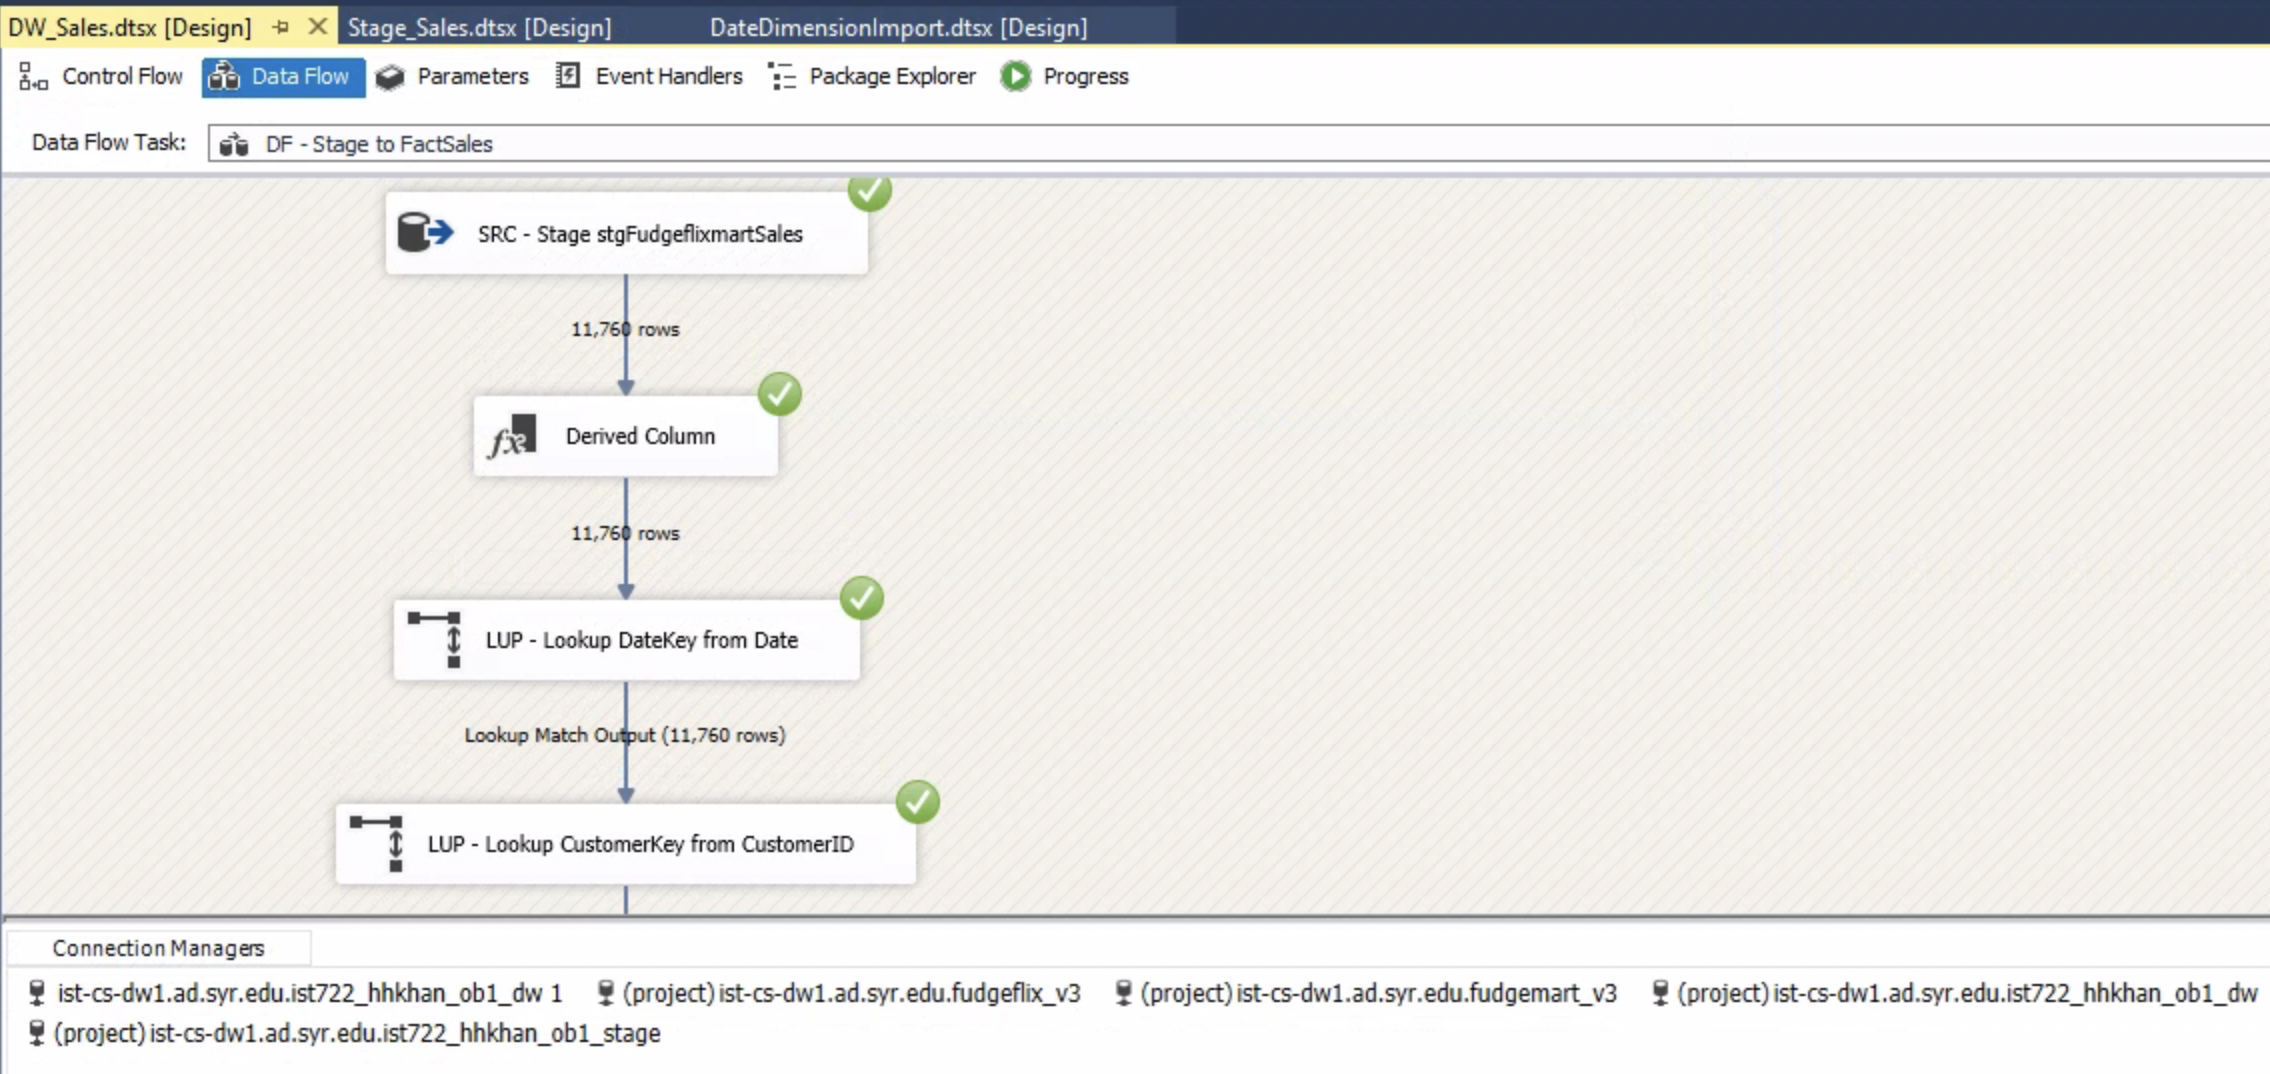 DW_Sales.dtsx [Design] Stage_Sales.dtsx [Design] DateDimensionImport.dtsx [Design]
Control Flow Data Flow Parameters Event Handlers Package Explorer Progress
Data Flow Task: DF - Stage to FactSales
SRC - Stage stgFudgeflixmartSales
11,760 rows
fx Derived Column
11,760 rows
LUP - Lookup DateKey from Date
Lookup Match Output (11,760 rows)
LUP - Lookup CustomerKey from CustomerID
Connection Managers
ist-cs-dw1.ad.syr.edu.ist722_hhkhan_ob1_dw 1 (project) ist-cs-dw1.ad.syr.edu.fudgeflix_v3 (project) ist-cs-dw1.ad.syr.edu.fudgemart_v3 (project) ist-cs-dw1.ad.syr.edu.ist722_hhkhan_ob1_dw
(project) ist-cs-dw1.ad.syr.edu.ist722_hhkhan_ob1_stage